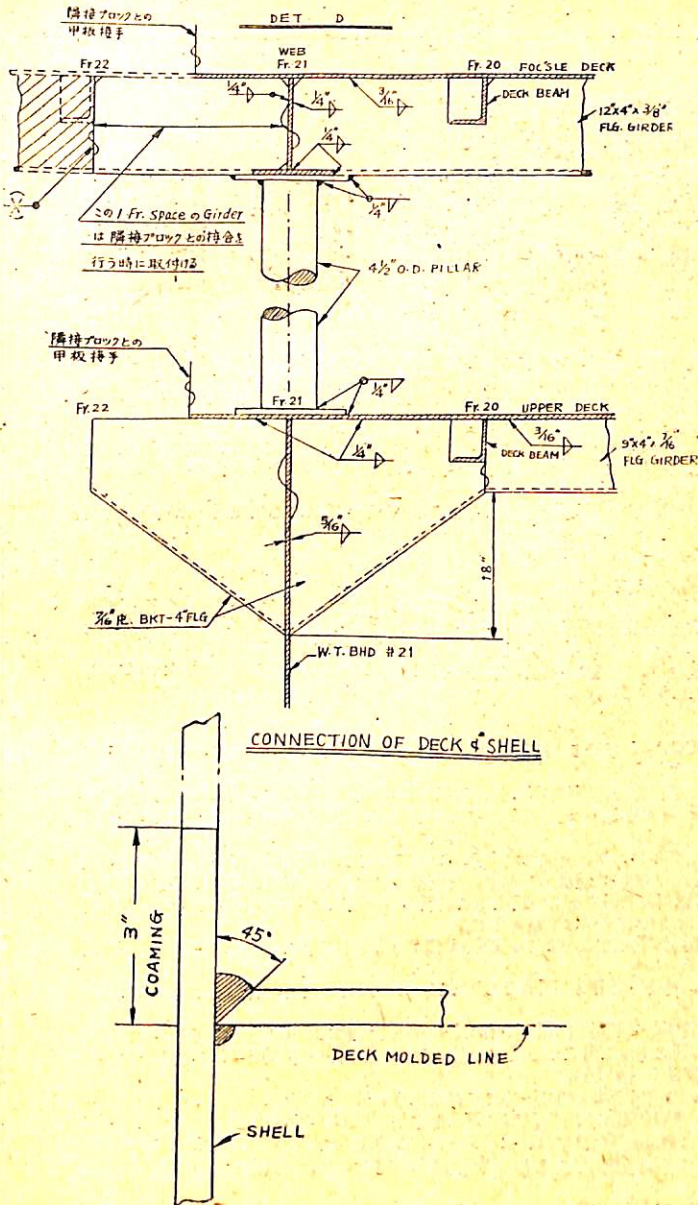 DET D
隣接ブロックとの
甲板接手
Fr 22
WEB
Fr. 21
Fr. 20 FOC'SLE DECK
1/4"
1/4"
3/16"
DECK BEAM
12"x4"x3/8"
FLG. GIRDER
1/4"
1/4"
この1 Fr. Space の Girder
は隣接ブロックとの接合を
行う時に取付ける
4 1/2" O.D. PILLAR
隣接ブロックとの
甲板接手
1/4"
Fr. 22
Fr. 21
Fr. 20 UPPER DECK
3/16"
1/4"
DECK BEAM
9"x4"x 7/16"
FLG. GIRDER
5/16"
18"
7/16" PL. BKT-4" FLG
W.T. BHD #21
CONNECTION OF DECK & SHELL
3"
COAMING
45°
DECK MOLDED LINE
SHELL